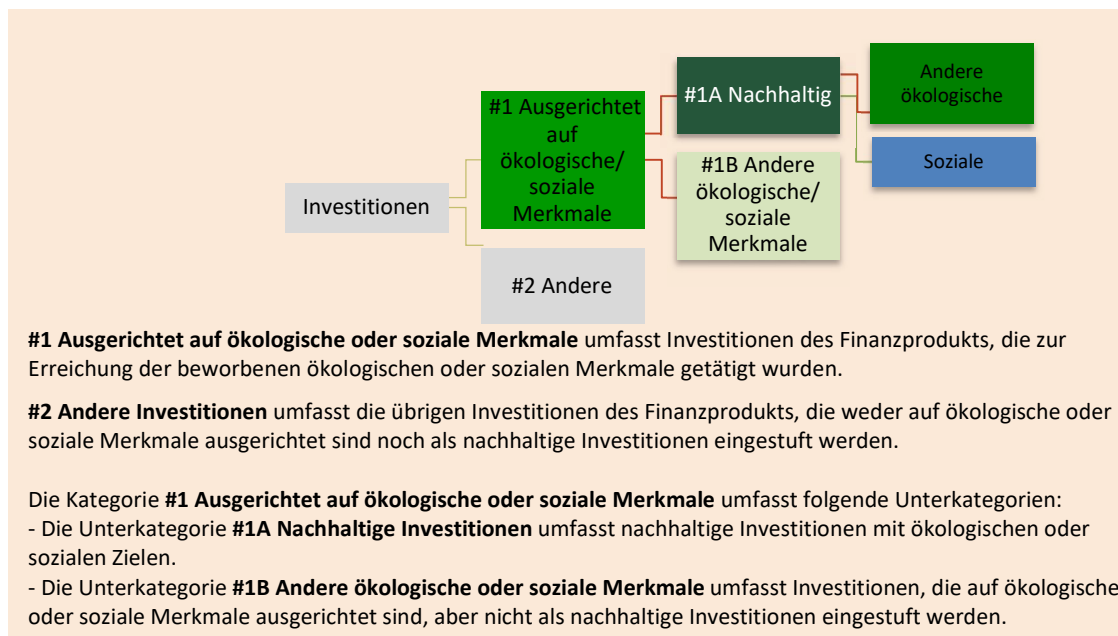 Investitionen
#1 Ausgerichtet
auf
ökologische/
soziale
Merkmale
#2 Andere
#1A Nachhaltig
#1B Andere
ökologische/
soziale
Merkmale
Andere
ökologische
Soziale
#1 Ausgerichtet auf ökologische oder soziale Merkmale umfasst Investitionen des Finanzprodukts, die zur
Erreichung der beworbenen ökologischen oder sozialen Merkmale getätigt wurden.
#2 Andere Investitionen umfasst die übrigen Investitionen des Finanzprodukts, die weder auf ökologische oder
soziale Merkmale ausgerichtet sind noch als nachhaltige Investitionen eingestuft werden.
Die Kategorie #1 Ausgerichtet auf ökologische oder soziale Merkmale umfasst folgende Unterkategorien:
- Die Unterkategorie #1A Nachhaltige Investitionen umfasst nachhaltige Investitionen mit ökologischen oder
sozialen Zielen.
- Die Unterkategorie #1B Andere ökologische oder soziale Merkmale umfasst Investitionen, die auf ökologische
oder soziale Merkmale ausgerichtet sind, aber nicht als nachhaltige Investitionen eingestuft werden.